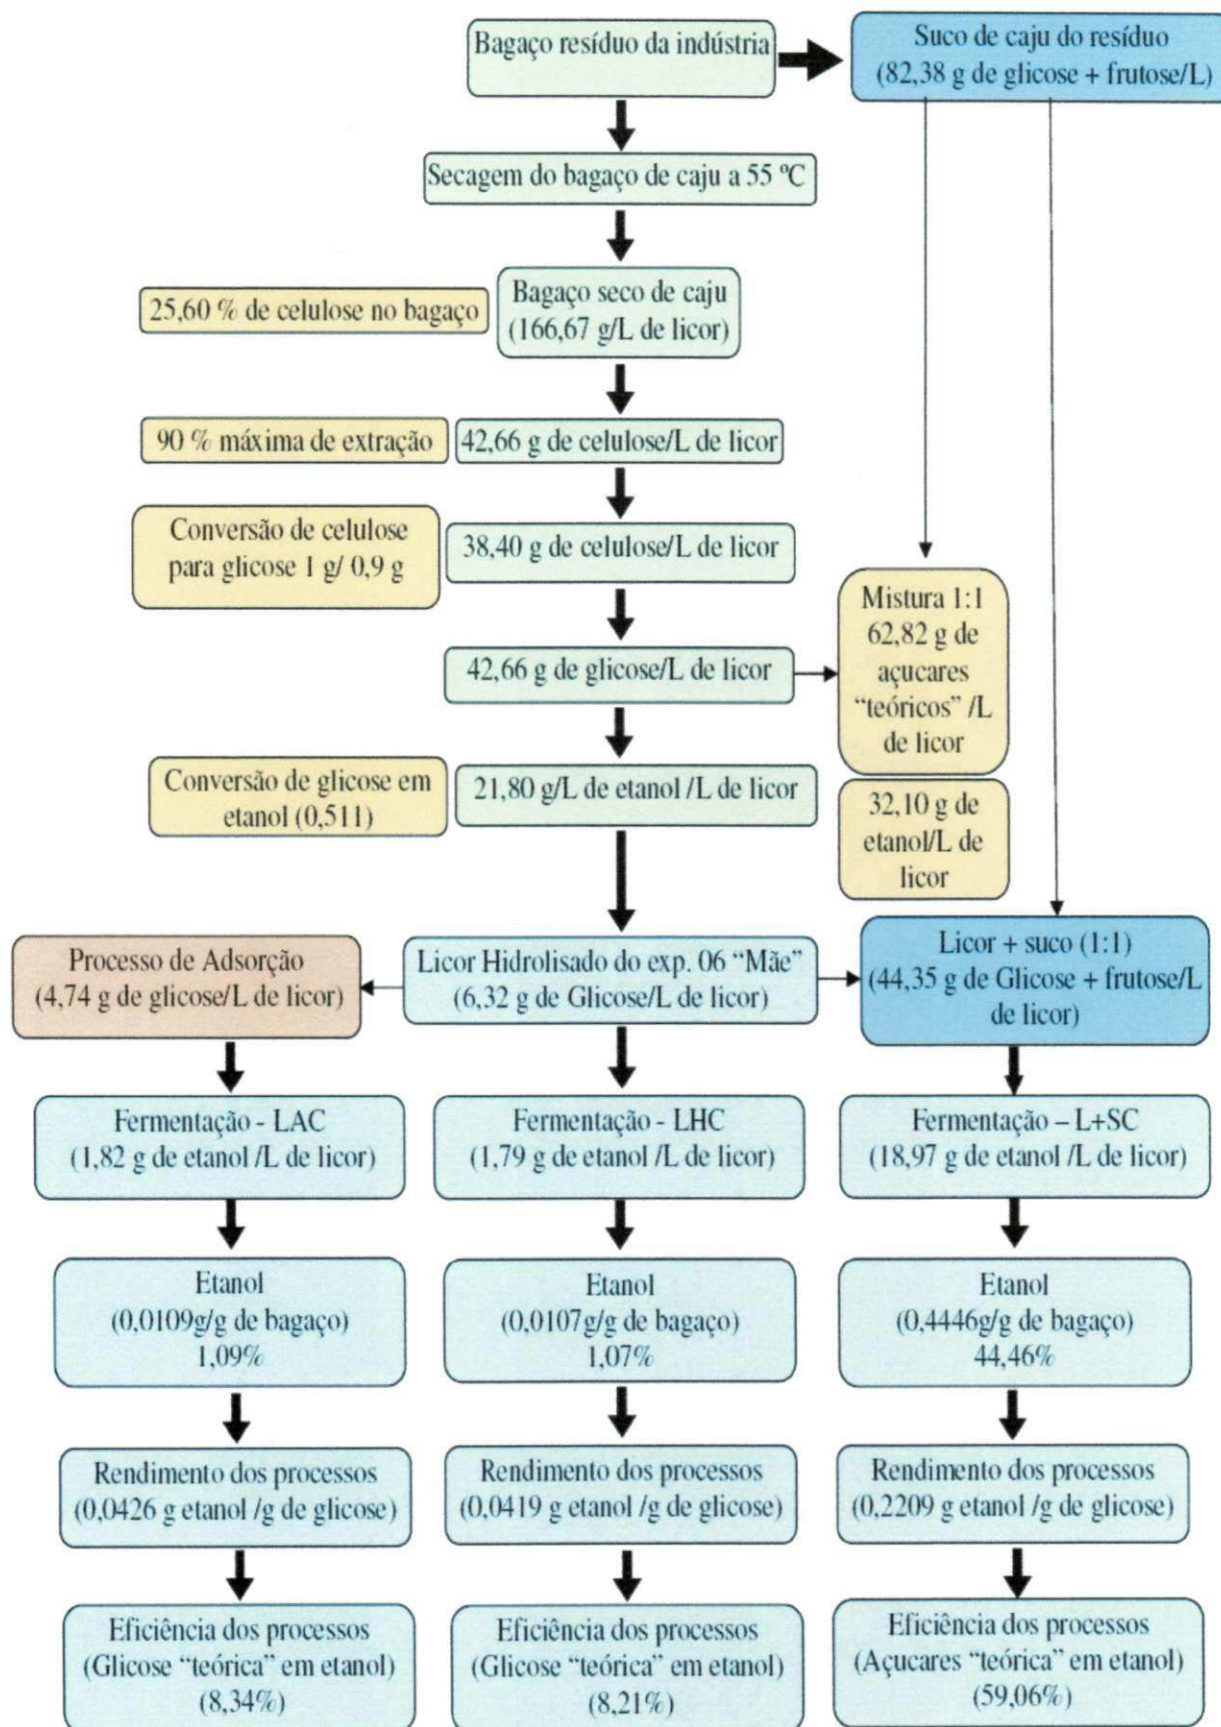 Bagaço resíduo da indústria
Suco de caju do resíduo
(82,38 g de glicose + frutose/L)
Secagem do bagaço de caju a 55 ºC
25,60 % de celulose no bagaço
Bagaço seco de caju
(166,67 g/L de licor)
90 % máxima de extração
42,66 g de celulose/L de licor
Conversão de celulose
para glicose 1 g/ 0,9 g
38,40 g de celulose/L de licor
42,66 g de glicose/L de licor
Mistura 1:1
62,82 g de
açucares
“teóricos” /L
de licor
Conversão de glicose em
etanol (0,511)
21,80 g/L de etanol /L de licor
32,10 g de
etanol/L de
licor
Processo de Adsorção
(4,74 g de glicose/L de licor)
Licor Hidrolisado do exp. 06 “Mãe”
(6,32 g de Glicose/L de licor)
Licor + suco (1:1)
(44,35 g de Glicose + frutose/L
de licor)
Fermentação - LAC
(1,82 g de etanol /L de licor)
Fermentação - LHC
(1,79 g de etanol /L de licor)
Fermentação – L+SC
(18,97 g de etanol /L de licor)
Etanol
(0,0109g/g de bagaço)
1,09%
Etanol
(0,0107g/g de bagaço)
1,07%
Etanol
(0,4446g/g de bagaço)
44,46%
Rendimento dos processos
(0,0426 g etanol /g de glicose)
Rendimento dos processos
(0,0419 g etanol /g de glicose)
Rendimento dos processos
(0,2209 g etanol /g de glicose)
Eficiência dos processos
(Glicose “teórica” em etanol)
(8,34%)
Eficiência dos processos
(Glicose “teórica” em etanol)
(8,21%)
Eficiência dos processos
(Açucares “teórica” em etanol)
(59,06%)